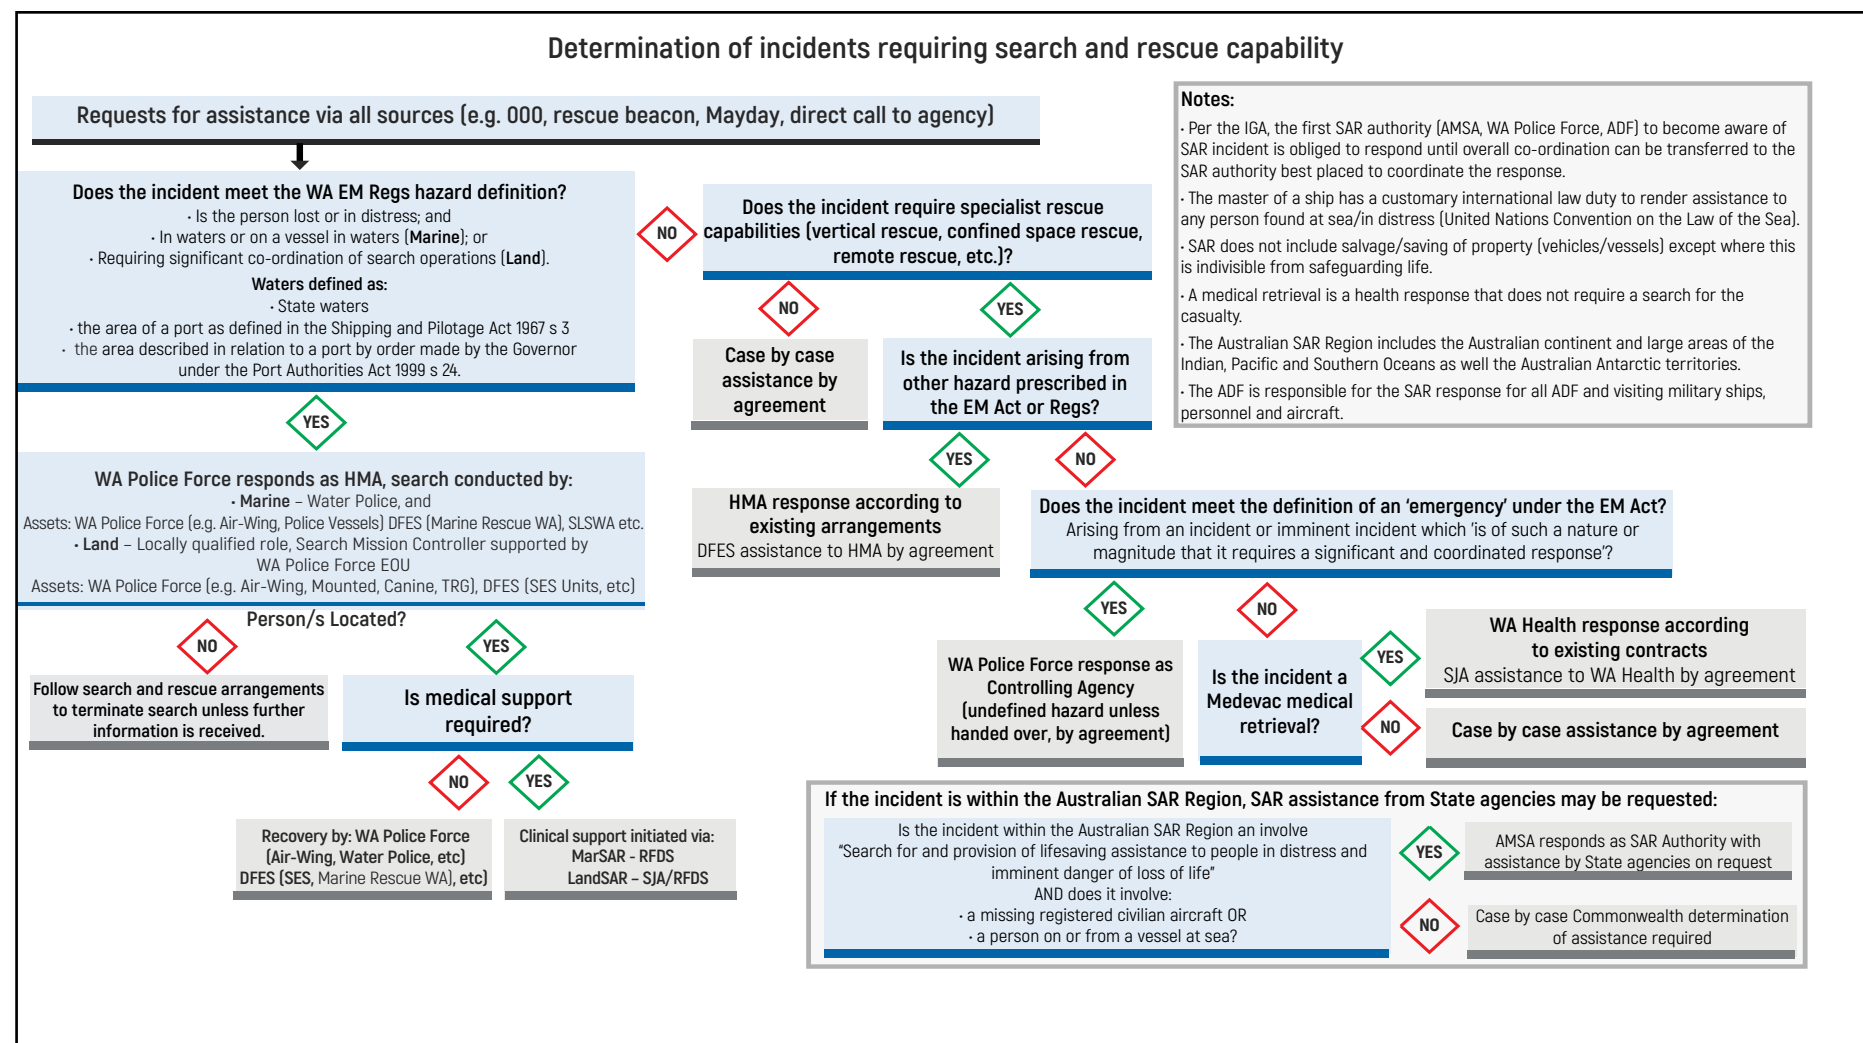 Determination of incidents requiring search and rescue capability
Requests for assistance via all sources (e.g. 000, rescue beacon, Mayday, direct call to agency)
Does the incident meet the WA EM Regs hazard definition?
· Is the person lost or in distress; and
· In waters or on a vessel in waters (Marine); or
· Requiring significant co-ordination of search operations (Land).
Waters defined as:
· State waters
· the area of a port as defined in the Shipping and Pilotage Act 1967 s 3
· the area described in relation to a port by order made by the Governor
under the Port Authorities Act 1999 s 24.
NO
Does the incident require specialist rescue
capabilities (vertical rescue, confined space rescue,
remote rescue, etc.)?
NO
YES
Case by case
assistance by
agreement
Is the incident arising from
other hazard prescribed in
the EM Act or Regs?
Notes:
· Per the IGA, the first SAR authority (AMSA, WA Police Force, ADF) to become aware of
SAR incident is obliged to respond until overall co-ordination can be transferred to the
SAR authority best placed to coordinate the response.
· The master of a ship has a customary international law duty to render assistance to
any person found at sea/in distress (United Nations Convention on the Law of the Sea).
· SAR does not include salvage/saving of property (vehicles/vessels) except where this
is indivisible from safeguarding life.
· A medical retrieval is a health response that does not require a search for the
casualty.
· The Australian SAR Region includes the Australian continent and large areas of the
Indian, Pacific and Southern Oceans as well the Australian Antarctic territories.
· The ADF is responsible for the SAR response for all ADF and visiting military ships,
personnel and aircraft.
YES
WA Police Force responds as HMA, search conducted by:
· Marine – Water Police, and
Assets: WA Police Force (e.g. Air-Wing, Police Vessels) DFES (Marine Rescue WA), SLSWA etc.
· Land – Locally qualified role, Search Mission Controller supported by
WA Police Force EOU
Assets: WA Police Force (e.g. Air-Wing, Mounted, Canine, TRG), DFES (SES Units, etc)
YES
NO
HMA response according to
existing arrangements
DFES assistance to HMA by agreement
Does the incident meet the definition of an ‘emergency’ under the EM Act?
Arising from an incident or imminent incident which ‘is of such a nature or
magnitude that it requires a significant and coordinated response’?
Person/s Located?
NO
YES
Follow search and rescue arrangements
to terminate search unless further
information is received.
Is medical support
required?
NO
YES
Recovery by: WA Police Force
(Air-Wing, Water Police, etc)
DFES (SES, Marine Rescue WA), etc)
Clinical support initiated via:
MarSAR - RFDS
LandSAR – SJA/RFDS
YES
NO
WA Police Force response as
Controlling Agency
(undefined hazard unless
handed over, by agreement)
Is the incident a
Medevac medical
retrieval?
YES
WA Health response according
to existing contracts
SJA assistance to WA Health by agreement
NO
Case by case assistance by agreement
If the incident is within the Australian SAR Region, SAR assistance from State agencies may be requested:
Is the incident within the Australian SAR Region an involve
“Search for and provision of lifesaving assistance to people in distress and
imminent danger of loss of life”
AND does it involve:
· a missing registered civilian aircraft OR
· a person on or from a vessel at sea?
YES
AMSA responds as SAR Authority with
assistance by State agencies on request
NO
Case by case Commonwealth determination
of assistance required